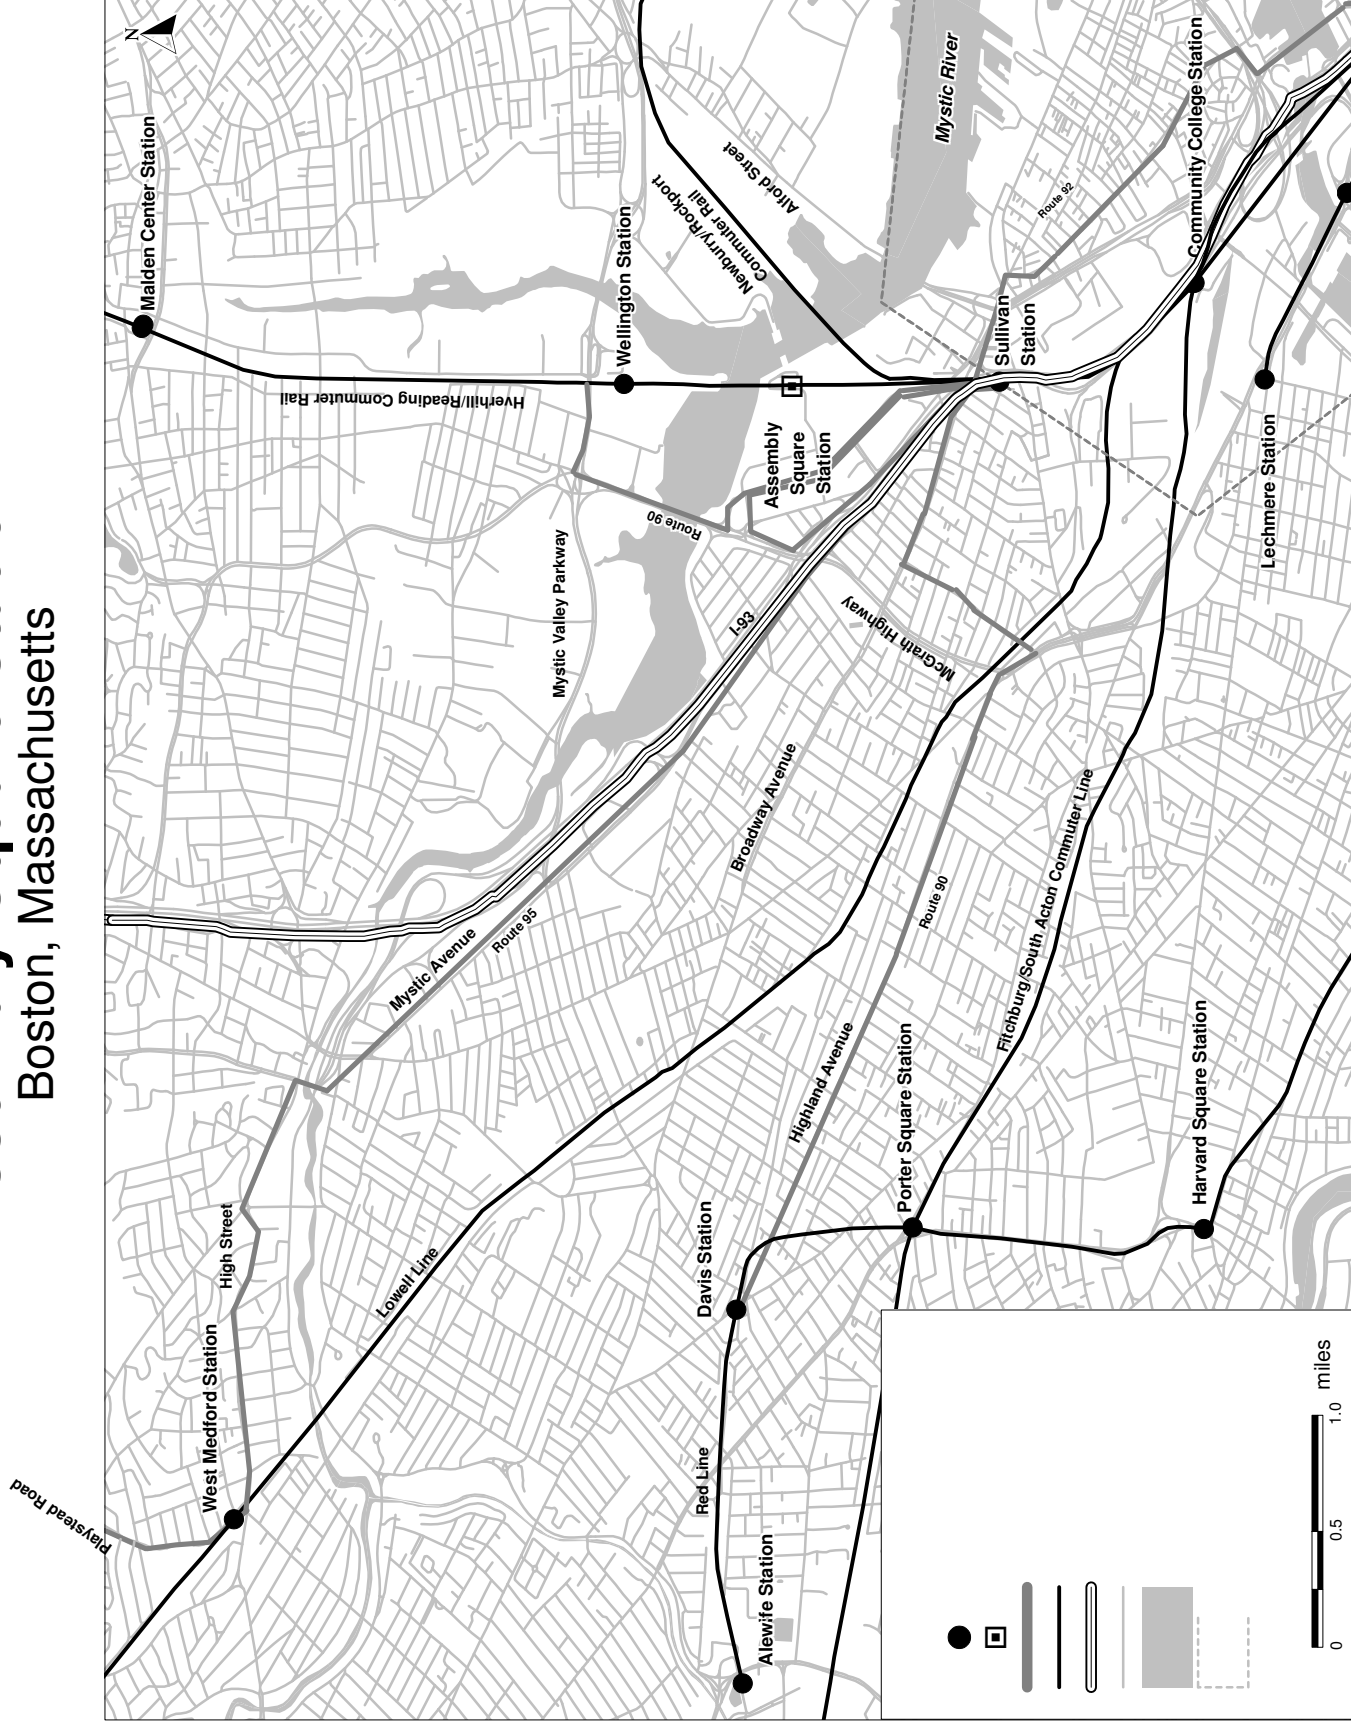 Boston, Massachusetts
N
Malden Center Station
Wellington Station
Hverhill/Reading Commuter Rail
Newbury/Rockport
Commuter Rail
Alford Street
Mystic River
Community College Station
Route 92
Sullivan
Station
Assembly
Square
Station
Lechmere Station
Route 90
Mystic Valley Parkway
I-93
McGrath Highway
Broadway Avenue
Mystic Avenue
Route 95
Route 90
Fitchburg/South Acton Commuter Line
Highland Avenue
Porter Square Station
Harvard Square Station
High Street
Lowell Line
Davis Station
West Medford Station
Playstead Road
Red Line
Alewife Station
miles
0
0.5
1.0